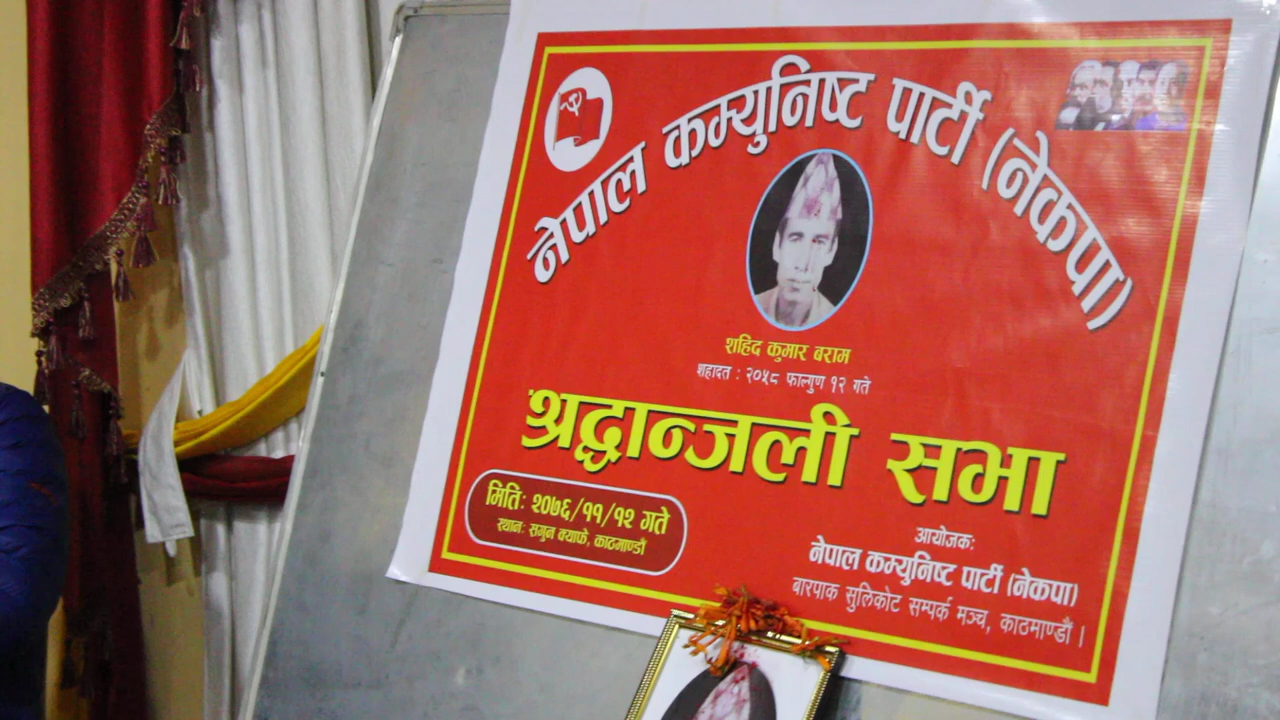 नेपाल कम्युनिष्ट पार्टी (नेकपा)
शहिद कुमार बराम
शहादत : २०५८ फाल्गुण १२ गते
श्रद्धान्जली सभा
मिति: २०७६/११/१२ गते
स्थान: सगुन क्याफे, काठमाण्डौं
आयोजक:
नेपाल कम्युनिष्ट पार्टी (नेकपा)
बारपाक सुलिकोट सम्पर्क मञ्च, काठमाण्डौं ।